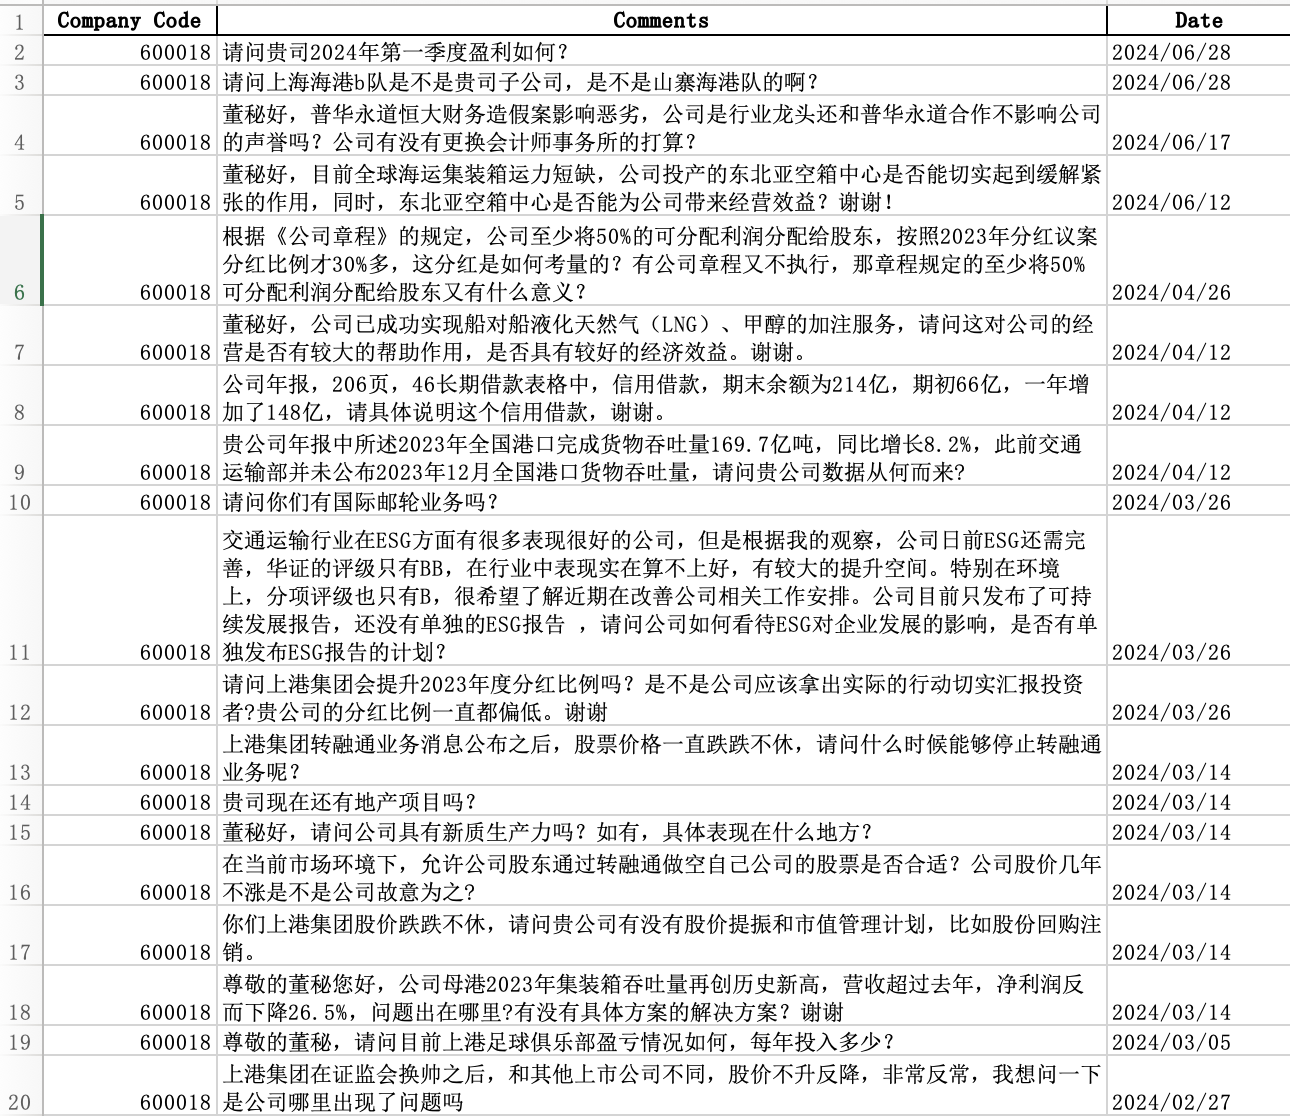 1 Company Code Comments Date
2 600018 请问贵司2024年第一季度盈利如何？ 2024/06/28
3 600018 请问上海海港b队是不是贵司子公司，是不是山寨海港队的啊？ 2024/06/28
董秘好，普华永道恒大财务造假案影响恶劣，公司是行业龙头还和普华永道合作不影响公司
4 600018 的声誉吗？公司有没有更换会计师事务所的打算？ 2024/06/17
董秘好，目前全球海运集装箱运力短缺，公司投产的东北亚空箱中心是否能切实起到缓解紧
5 600018 张的作用，同时，东北亚空箱中心是否能为公司带来经营效益？谢谢！ 2024/06/12
根据《公司章程》的规定，公司至少将50%的可分配利润分配给股东，按照2023年分红议案
分红比例才30%多，这分红是如何考量的？有公司章程又不执行，那章程规定的至少将50%
6 600018 可分配利润分配给股东又有什么意义？ 2024/04/26
董秘好，公司已成功实现船对船液化天然气（LNG）、甲醇的加注服务，请问这对公司的经
7 600018 营是否有较大的帮助作用，是否具有较好的经济效益。谢谢。 2024/04/12
公司年报，206页，46长期借款表格中，信用借款，期末余额为214亿，期初66亿，一年增
8 600018 加了148亿，请具体说明这个信用借款，谢谢。 2024/04/12
贵公司年报中所述2023年全国港口完成货物吞吐量169.7亿吨，同比增长8.2%，此前交通
9 600018 运输部并未公布2023年12月全国港口货物吞吐量，请问贵公司数据从何而来? 2024/04/12
10 600018 请问你们有国际邮轮业务吗？ 2024/03/26
交通运输行业在ESG方面有很多表现很好的公司，但是根据我的观察，公司日前ESG还需完
善，华证的评级只有BB，在行业中表现实在算不上好，有较大的提升空间。特别在环境
上，分项评级也只有B，很希望了解近期在改善公司相关工作安排。公司目前只发布了可持
续发展报告，还没有单独的ESG报告 ，请问公司如何看待ESG对企业发展的影响，是否有单
11 600018 独发布ESG报告的计划？ 2024/03/26
请问上港集团会提升2023年度分红比例吗？是不是公司应该拿出实际的行动切实汇报投资
12 600018 者?贵公司的分红比例一直都偏低。谢谢 2024/03/26
上港集团转融通业务消息公布之后，股票价格一直跌跌不休，请问什么时候能够停止转融通
13 600018 业务呢？ 2024/03/14
14 600018 贵司现在还有地产项目吗？ 2024/03/14
15 600018 董秘好，请问公司具有新质生产力吗？如有，具体表现在什么地方？ 2024/03/14
在当前市场环境下，允许公司股东通过转融通做空自己公司的股票是否合适？公司股价几年
16 600018 不涨是不是公司故意为之? 2024/03/14
你们上港集团股价跌跌不休，请问贵公司有没有股价提振和市值管理计划，比如股份回购注
17 600018 销。 2024/03/14
尊敬的董秘您好，公司母港2023年集装箱吞吐量再创历史新高，营收超过去年，净利润反
18 600018 而下降26.5%，问题出在哪里?有没有具体方案的解决方案？谢谢 2024/03/14
19 600018 尊敬的董秘，请问目前上港足球俱乐部盈亏情况如何，每年投入多少？ 2024/03/05
上港集团在证监会换帅之后，和其他上市公司不同，股价不升反降，非常反常，我想问一下
20 600018 是公司哪里出现了问题吗 2024/02/27